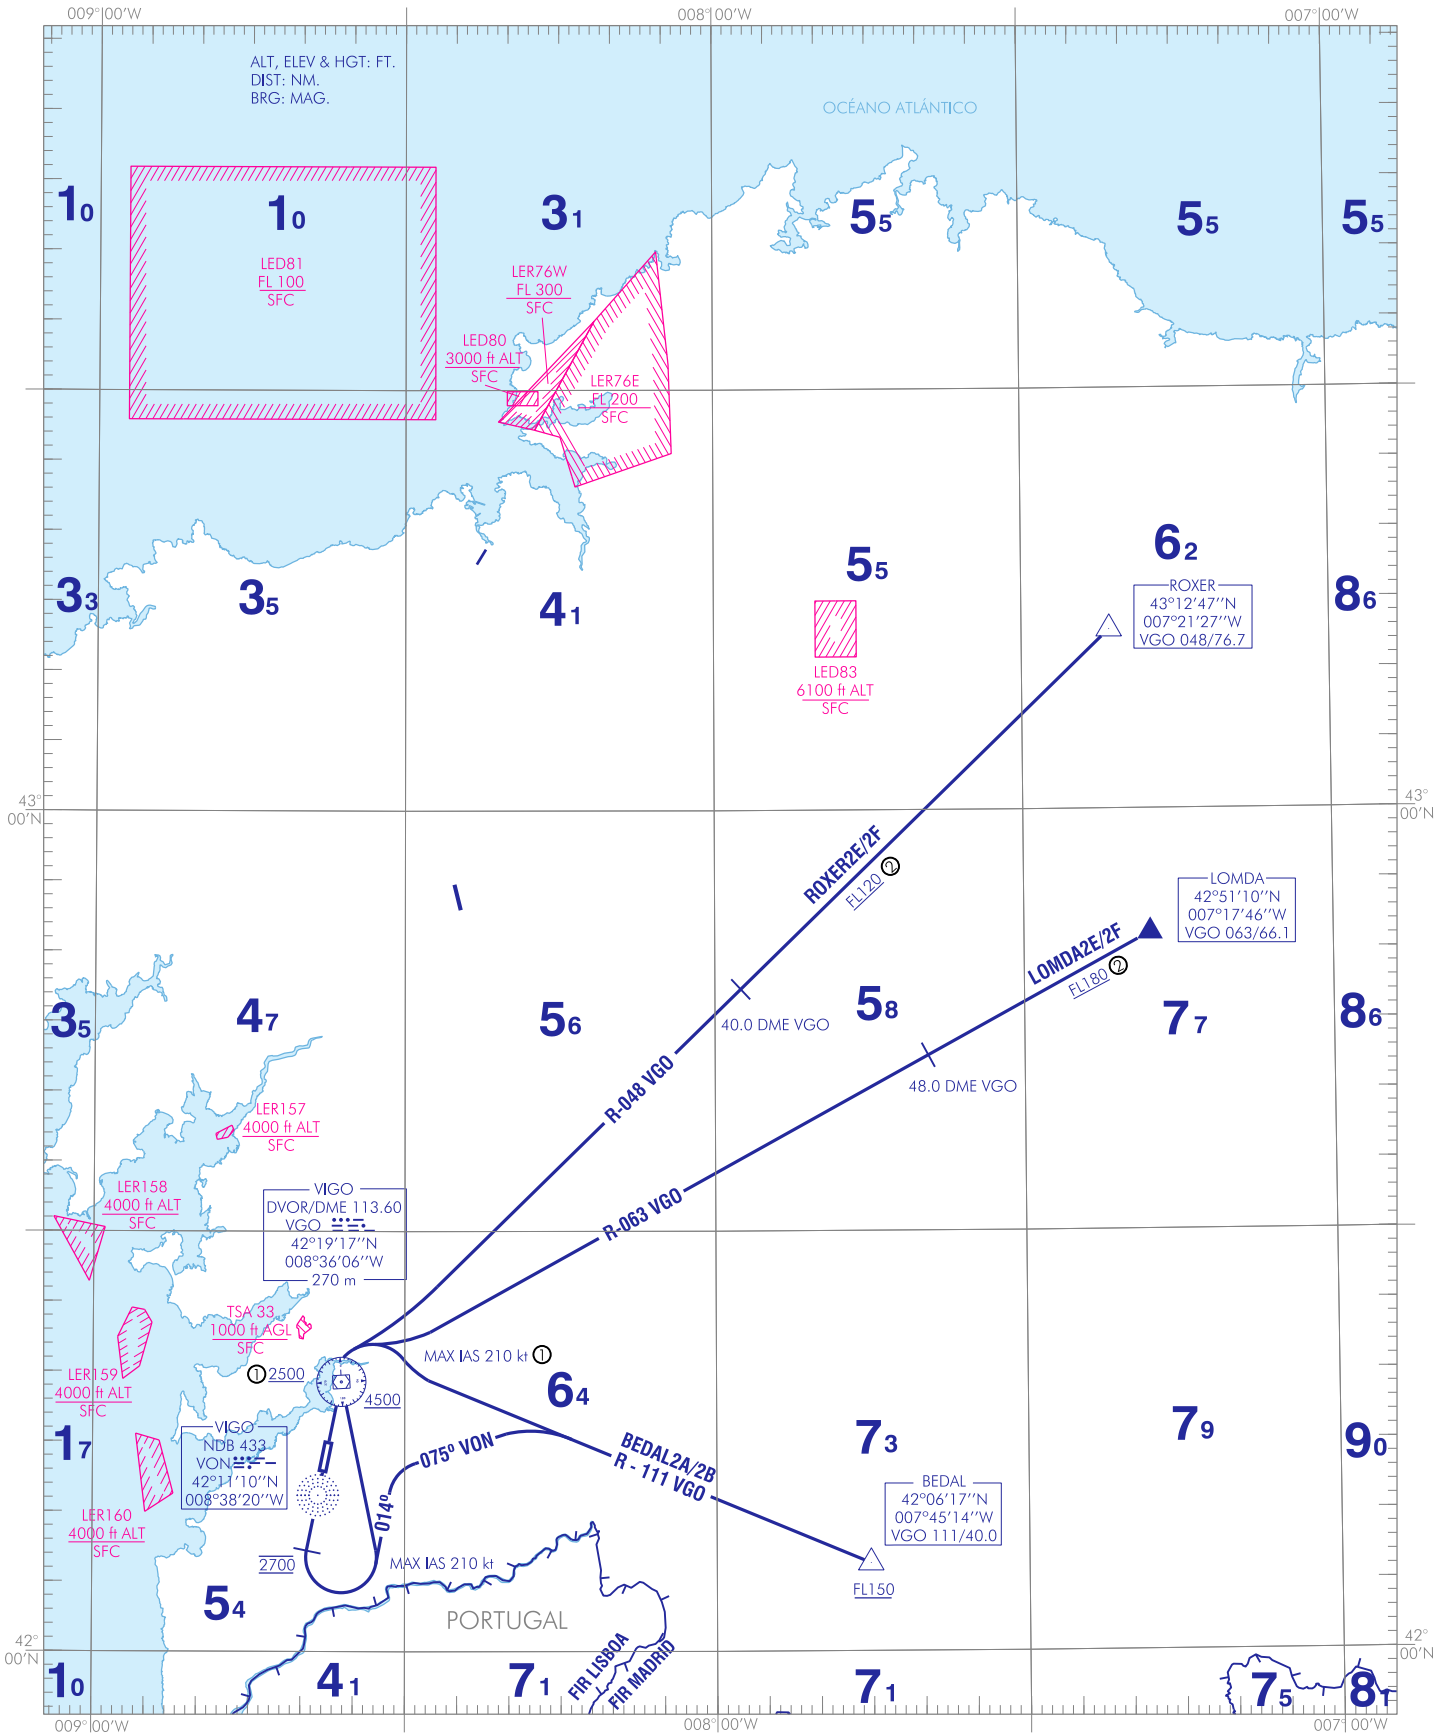 009°00'W
008°00'W
007°00'W
ALT, ELEV & HGT: FT.
DIST: NM.
BRG: MAG.
OCÉANO ATLÁNTICO
10
10
31
55
55
55
LED81
FL 100
SFC
LER76W
FL 300
SFC
LED80
3000 ft ALT
SFC
LER76E
FL 200
SFC
33
35
41
55
62
86
ROXER
43°12'47''N
007°21'27''W
VGO 048/76.7
LED83
6100 ft ALT
SFC
43°
00'N
43°
00'N
ROXER2E/2F
FL120 2
LOMDA
42°51'10''N
007°17'46''W
VGO 063/66.1
LOMDA2E/2F
FL180 2
35
47
56
58
77
86
40.0 DME VGO
48.0 DME VGO
R-048 VGO
R-063 VGO
LER157
4000 ft ALT
SFC
LER158
4000 ft ALT
SFC
VIGO
DVOR/DME 113.60
VGO
42°19'17''N
008°36'06''W
270 m
TSA 33
1000 ft AGL
SFC
LER159
4000 ft ALT
SFC
1 2500
4500
MAX IAS 210 kt 1
64
17
73
79
90
VIGO
NDB 433
VON
42°11'10''N
008°38'20''W
075º VON
014º
BEDAL2A/2B
R - 111 VGO
BEDAL
42°06'17''N
007°45'14''W
VGO 111/40.0
FL150
LER160
4000 ft ALT
SFC
2700
MAX IAS 210 kt
54
PORTUGAL
FIR LISBOA
FIR MADRID
42°
00'N
42°
00'N
10
41
71
71
75
81
009°00'W
008°00'W
007°00'W